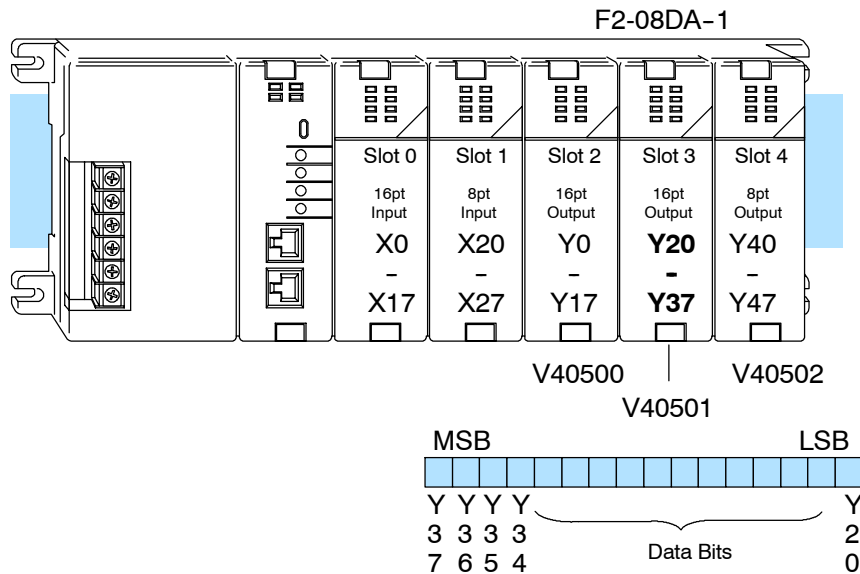 F2-08DA-1
Slot 0 Slot 1 Slot 2 Slot 3 Slot 4
16pt 8pt 16pt 16pt 8pt
Input Input Output Output Output
X0 X20 Y0 Y20 Y40
- - - - -
X17 X27 Y17 Y37 Y47
V40500 V40502
V40501
MSB LSB
Y Y Y Y Y
3 3 3 3 2
7 6 5 4 0
Data Bits